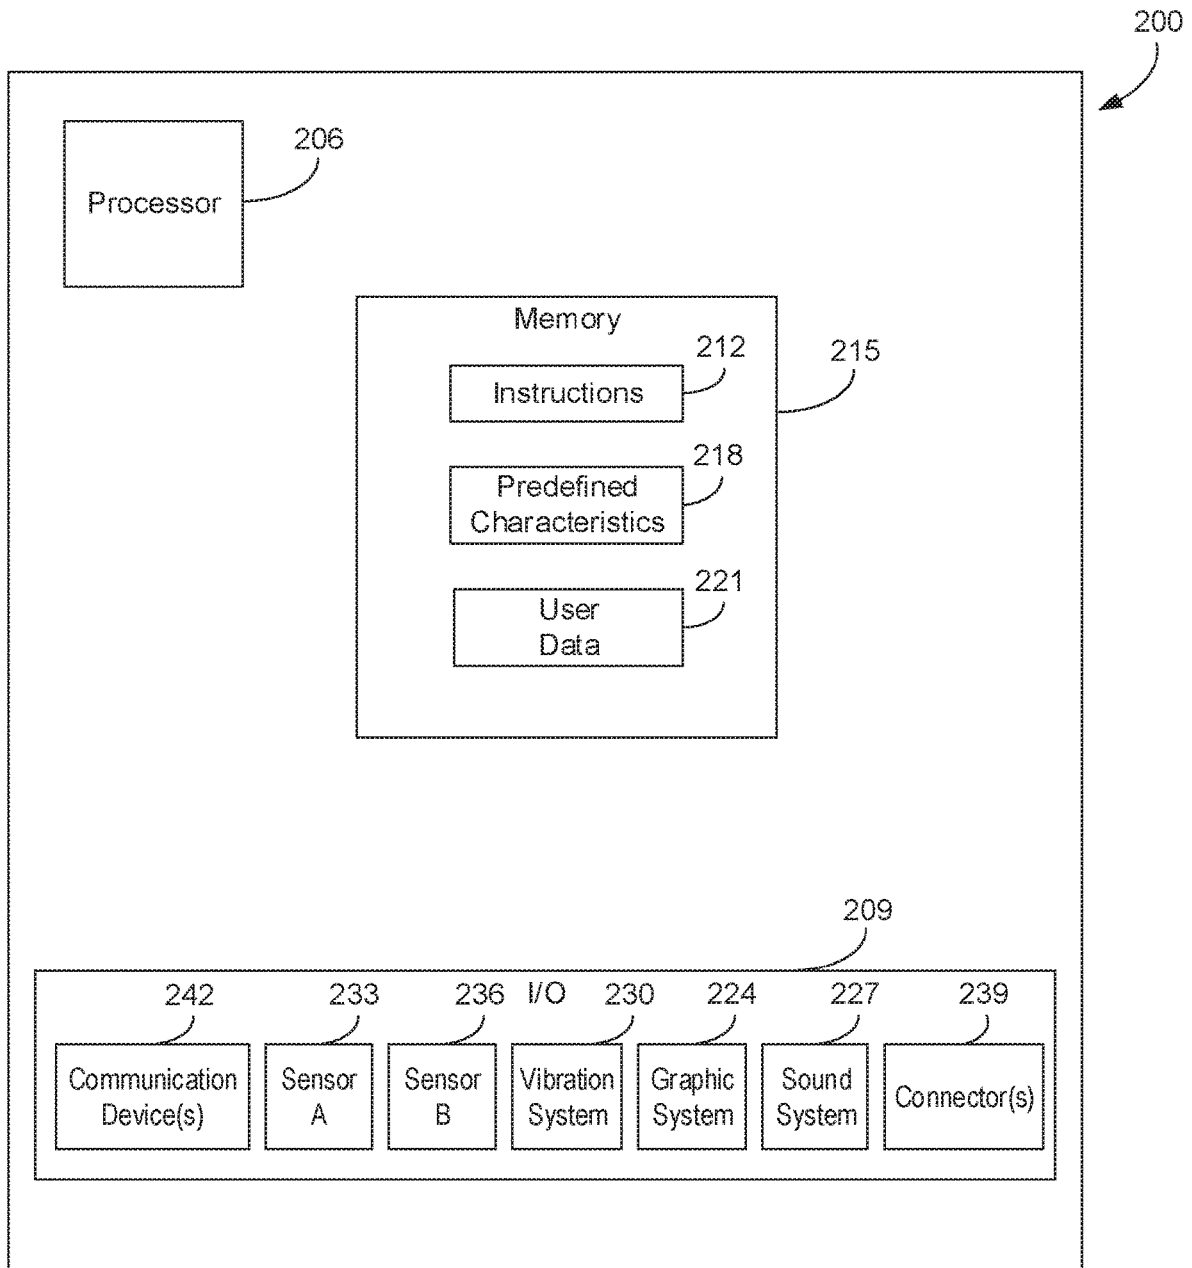 200
206
Processor
Memory
212
215
Instructions
218
Predefined
Characteristics
221
User
Data
209
242 233 236 I/O 230 224 227 239
Communication
Device(s)
Sensor
A
Sensor
B
Vibration
System
Graphic
System
Sound
System
Connector(s)